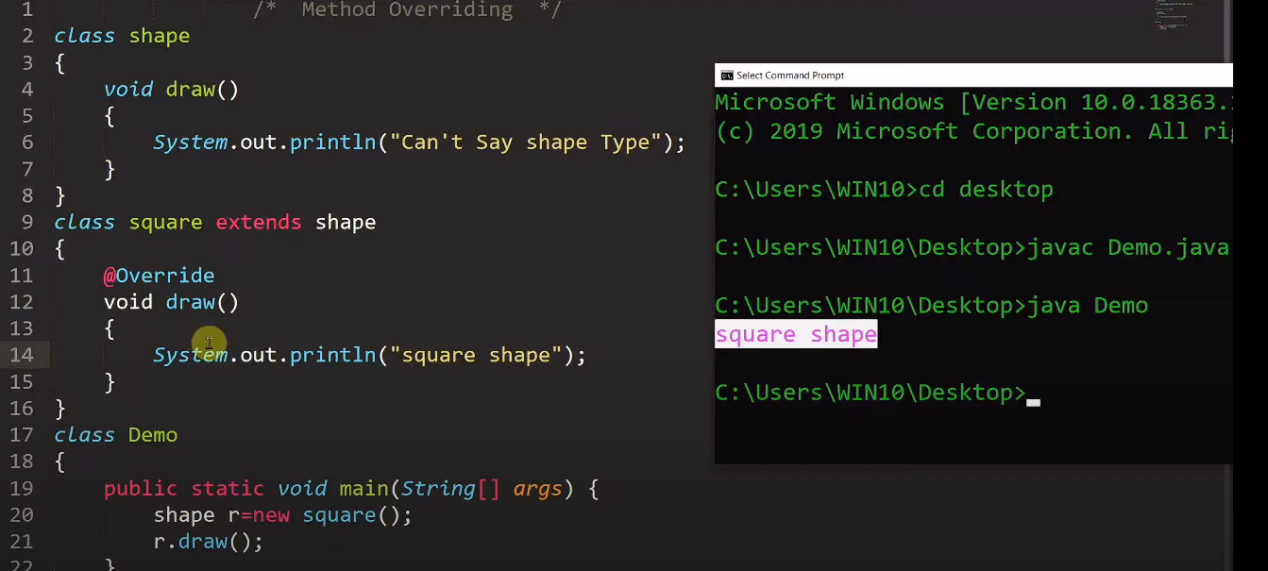 1 /* Method Overriding */
2 class shape
3 {
4 void draw()
5 {
6 System.out.println("Can't Say shape Type");
7 }
8 }
9 class square extends shape
10 {
11 @Override
12 void draw()
13 {
14 System.out.println("square shape");
15 }
16 }
17 class Demo
18 {
19 public static void main(String[] args) {
20 shape r=new square();
21 r.draw();
22 }
Select Command Prompt
Microsoft Windows [Version 10.0.18363.
(c) 2019 Microsoft Corporation. All ri
C:\Users\WIN10>cd desktop
C:\Users\WIN10\Desktop>javac Demo.java
C:\Users\WIN10\Desktop>java Demo
square shape
C:\Users\WIN10\Desktop>